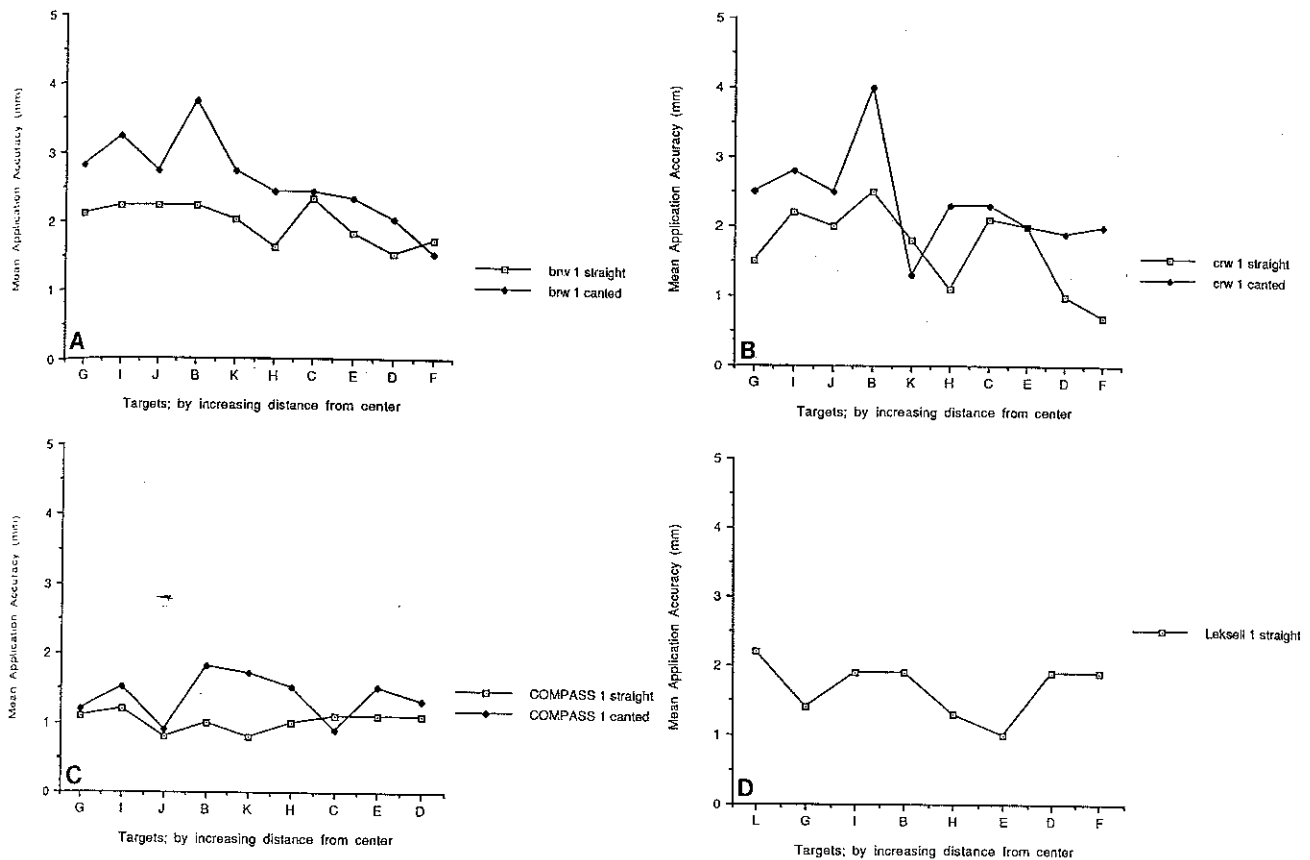 5
4
3
2
1
0
Mean Application Accuracy (mm)
A
G I J B K H C E D F
Targets; by increasing distance from center
brw 1 straight
brw 1 canted
5
4
3
2
1
0
Mean Application Accuracy (mm)
B
G I J B K H C E D F
Targets; by increasing distance from center
crw 1 straight
crw 1 canted
5
4
3
2
1
0
Mean Application Accuracy (mm)
C
G I J B K H C E D
Targets; by increasing distance from center
COMPASS 1 straight
COMPASS 1 canted
5
4
3
2
1
0
Mean Application Accuracy (mm)
D
L G I B H E D F
Targets; by increasing distance from center
Leksell 1 straight